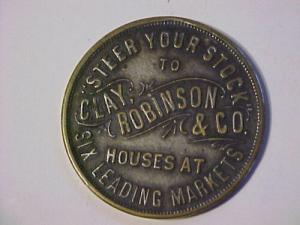 "STEER YOUR STOCK"
TO
CLAY,
ROBINSON
& CO.
HOUSES AT
SIX LEADING MARKETS